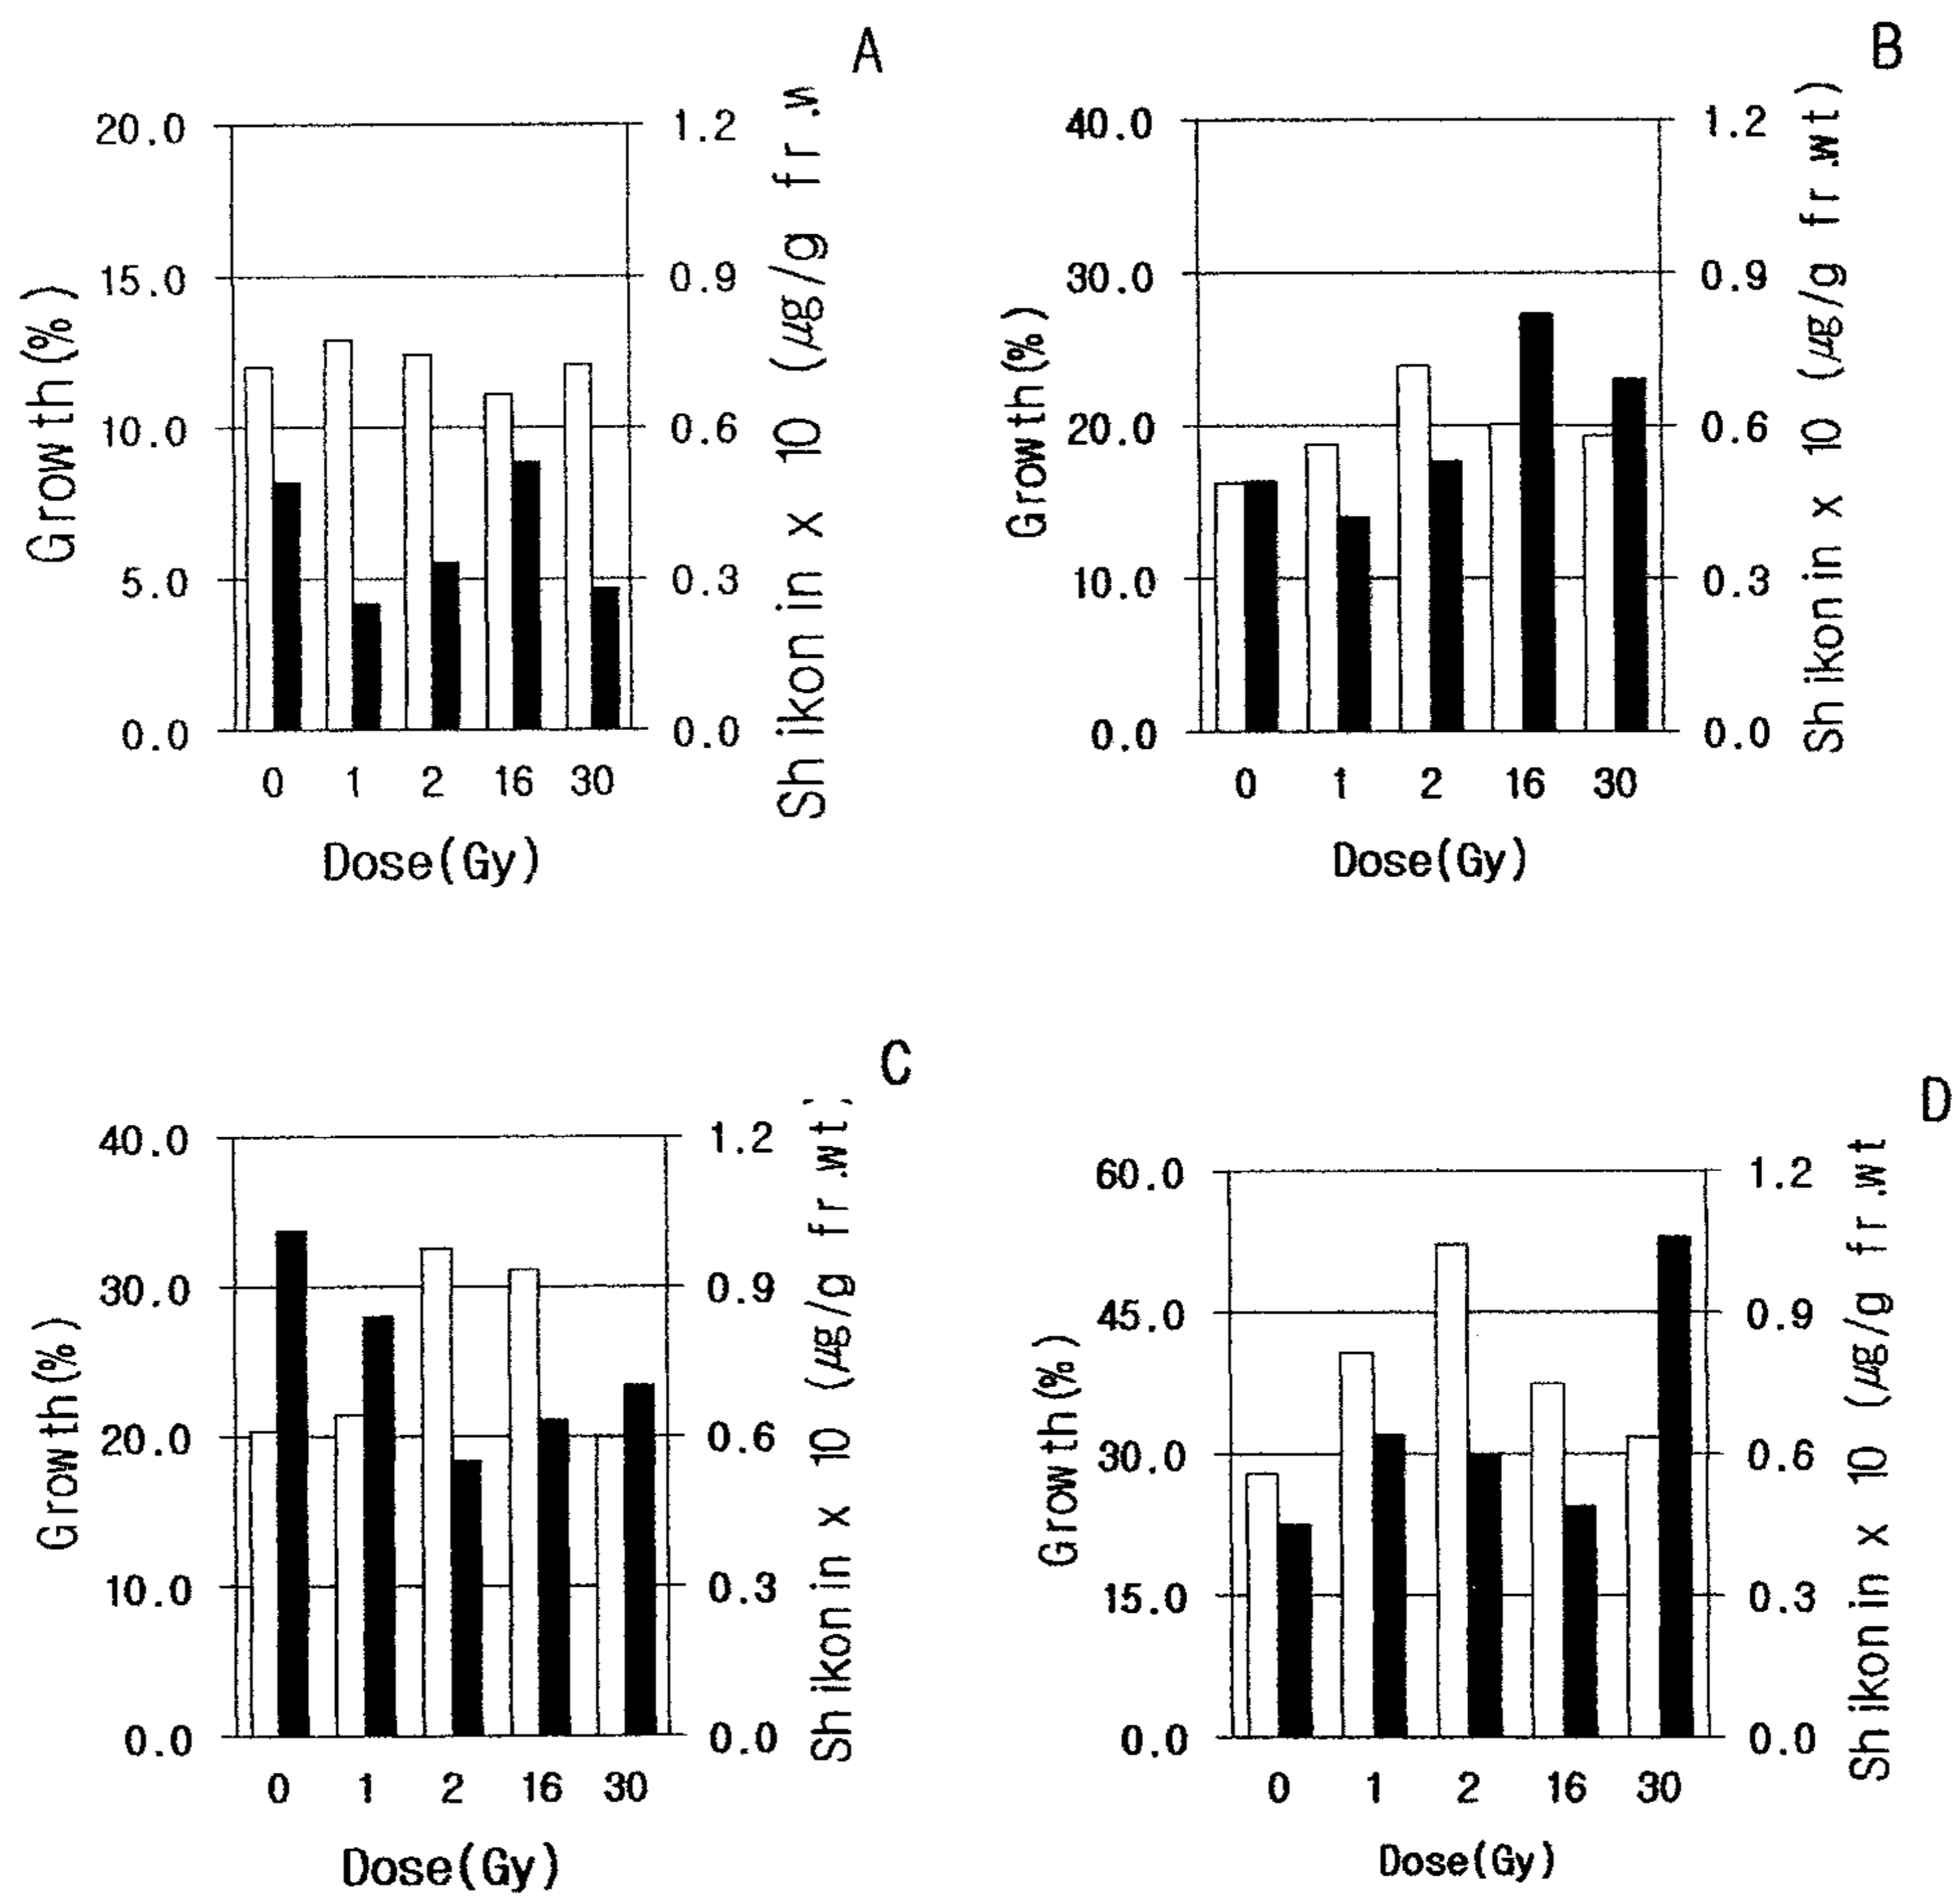 A
20.0
15.0
10.0
5.0
0.0
Growth(%)
1.2
0.9
0.6
0.3
0.0
Shikonin x 10 (μg/g fr.w
0 1 2 16 30
Dose(Gy)
B
40.0
30.0
20.0
10.0
0.0
Growth(%)
1.2
0.9
0.6
0.3
0.0
Shikonin x 10 (μg/g fr.wt)
0 1 2 16 30
Dose(Gy)
C
40.0
30.0
20.0
10.0
0.0
Growth(%)
1.2
0.9
0.6
0.3
0.0
Shikonin x 10 (μg/g fr.wt)
0 1 2 16 30
Dose(Gy)
D
60.0
45.0
30.0
15.0
0.0
Growth(%)
1.2
0.9
0.6
0.3
0.0
Shikonin x 10 (μg/g fr.wt
0 1 2 16 30
Dose(Gy)